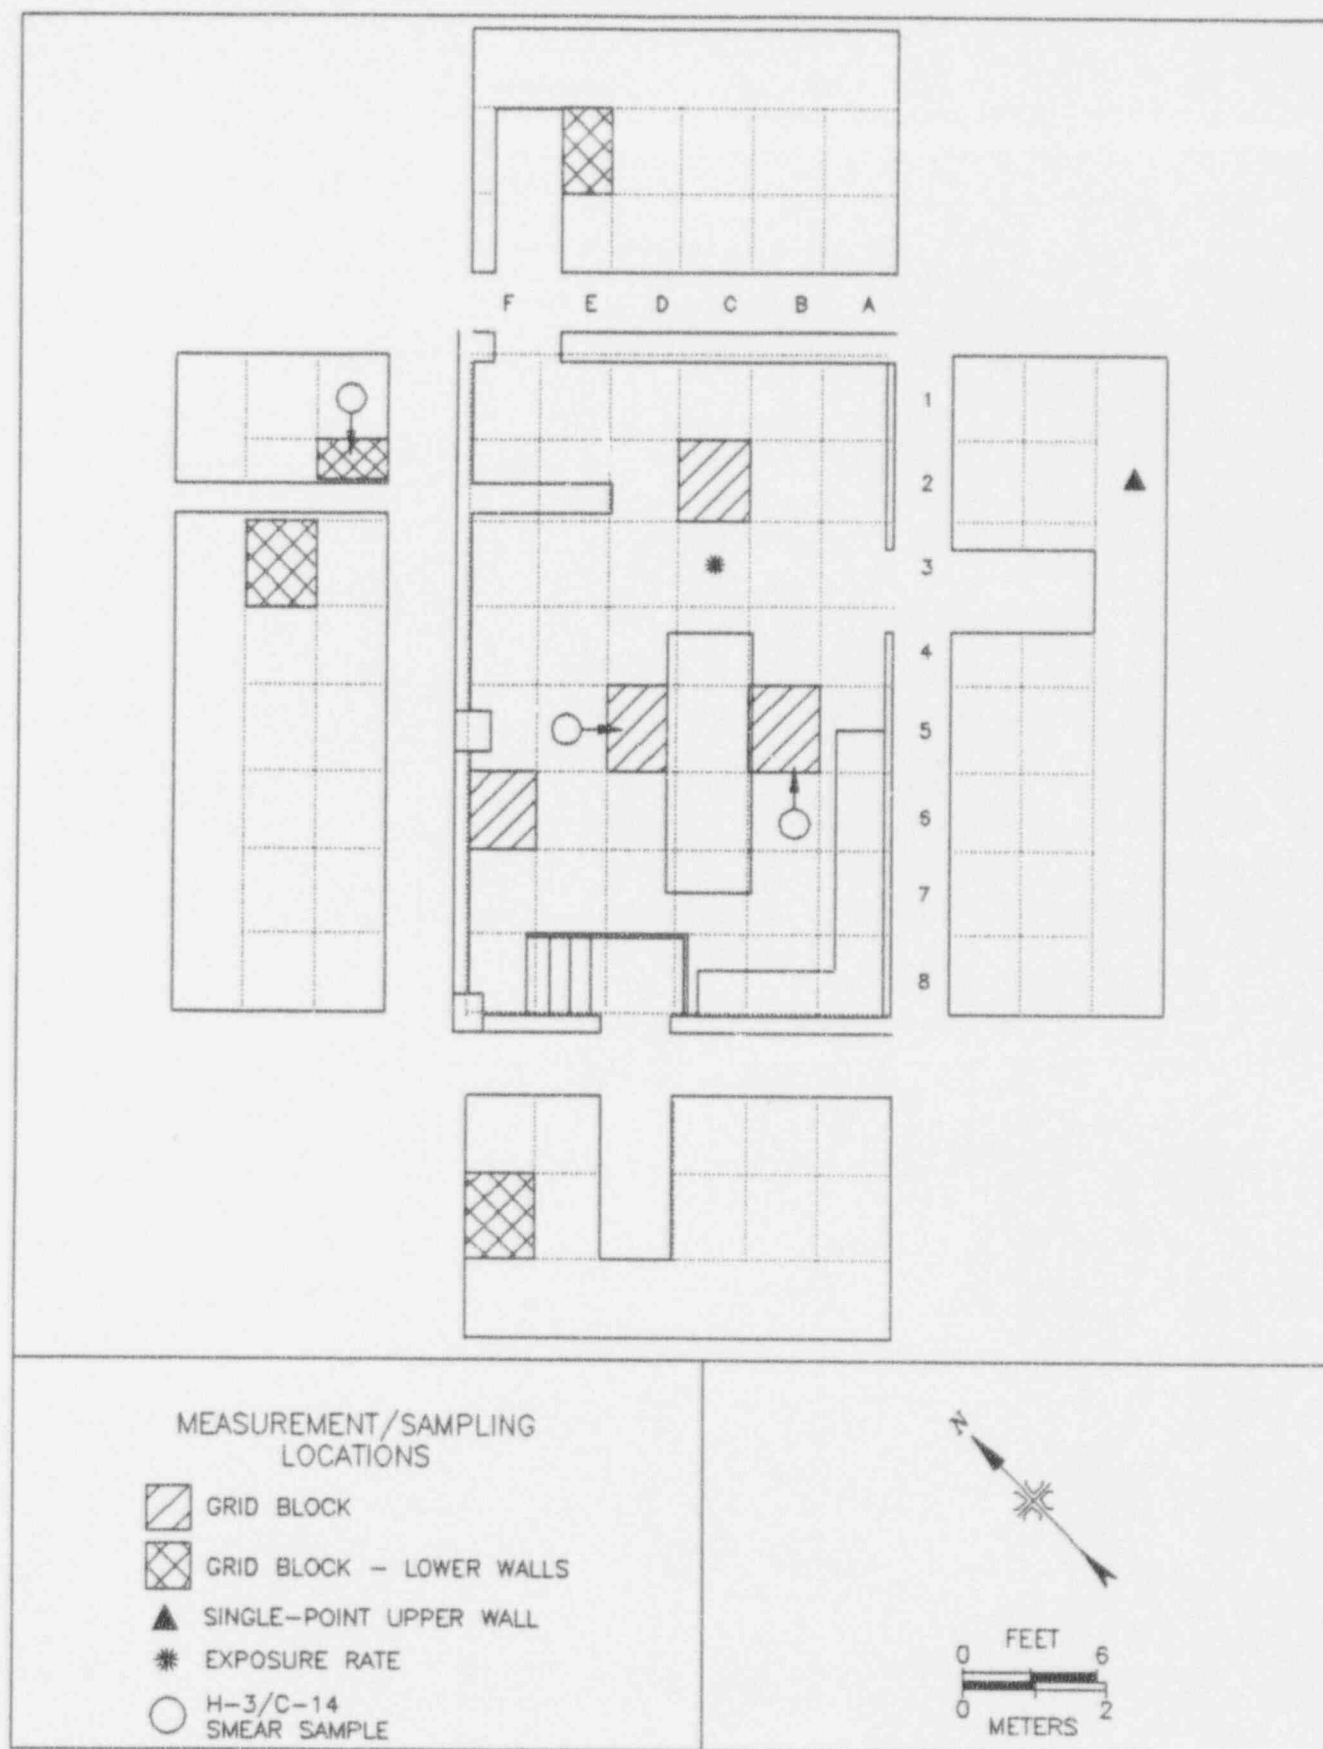 F E D C B A
1
2
3
4
5
6
7
8
MEASUREMENT/SAMPLING
LOCATIONS
GRID BLOCK
GRID BLOCK - LOWER WALLS
SINGLE-POINT UPPER WALL
EXPOSURE RATE
H-3/C-14
SMEAR SAMPLE
N
FEET
0 6
0 2
METERS